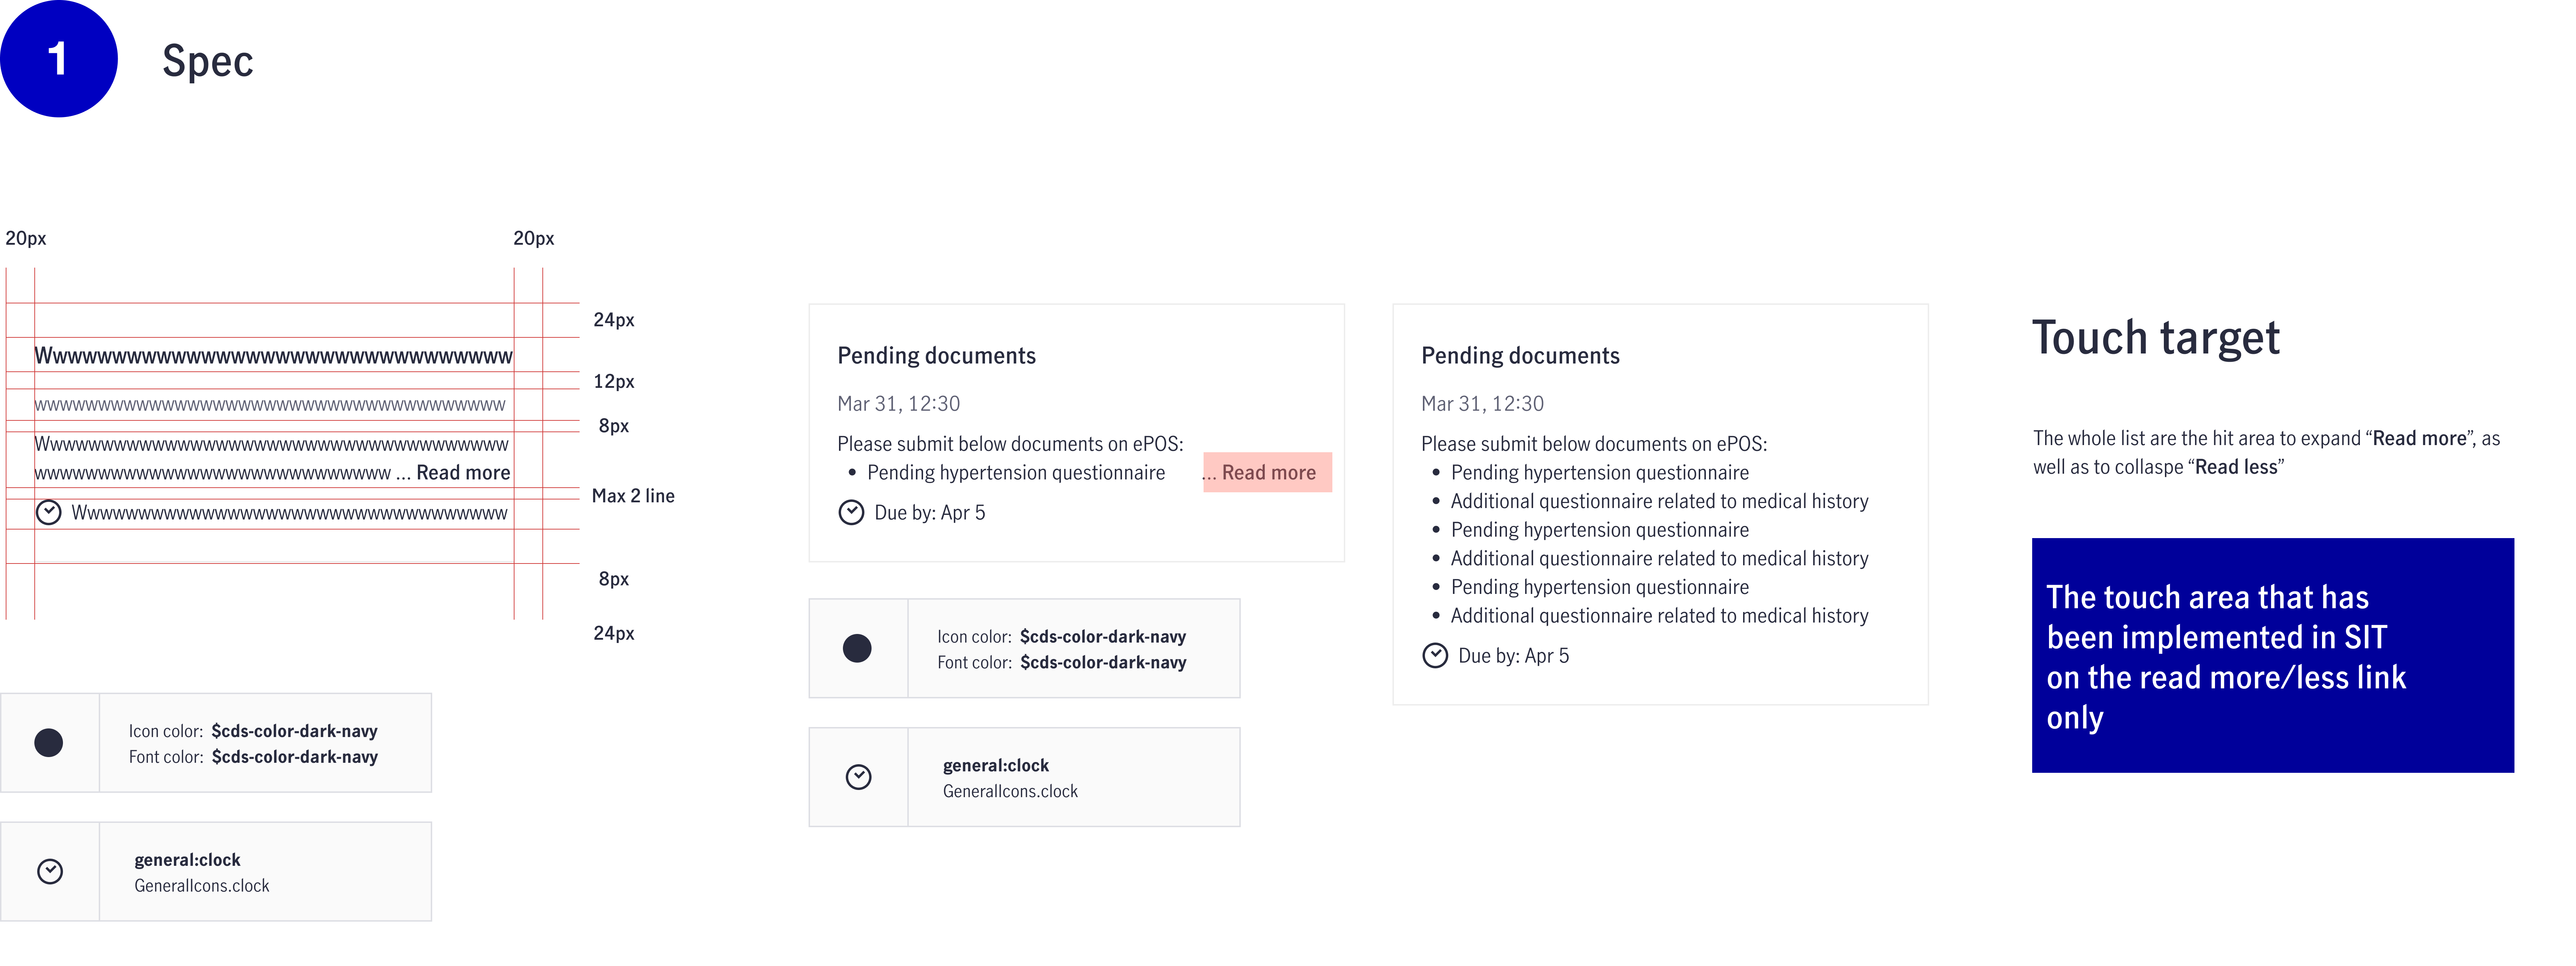 1
Spec
20px
20px
24px
12px
8px
... Read more
Max 2 line
8px
24px
Icon color: $cds-color-dark-navy
Font color: $cds-color-dark-navy
general:clock
GeneralIcons.clock
Pending documents
Mar 31, 12:30
Please submit below documents on ePOS:
• Pending hypertension questionnaire ... Read more
Due by: Apr 5
Icon color: $cds-color-dark-navy
Font color: $cds-color-dark-navy
general:clock
GeneralIcons.clock
Pending documents
Mar 31, 12:30
Please submit below documents on ePOS:
• Pending hypertension questionnaire
• Additional questionnaire related to medical history
• Pending hypertension questionnaire
• Additional questionnaire related to medical history
• Pending hypertension questionnaire
• Additional questionnaire related to medical history
Due by: Apr 5
Touch target
The whole list are the hit area to expand “Read more”, as
well as to collaspe “Read less”
The touch area that has
been implemented in SIT
on the read more/less link
only